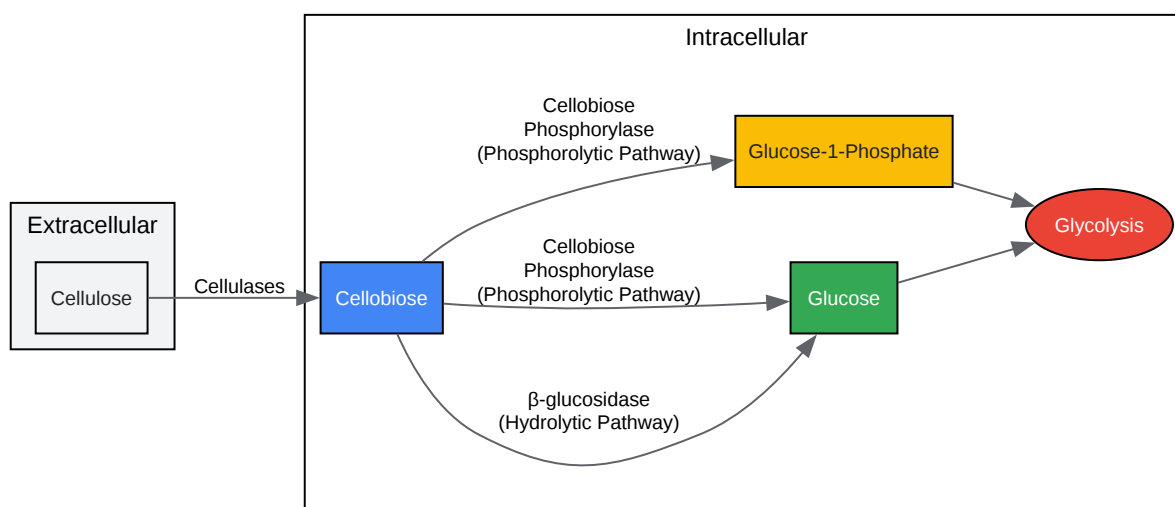 Intracellular
Cellobiose
Phosphorylase
(Phosphorolytic Pathway)
Glucose-1-Phosphate
Extracellular
Cellulose
Cellulases
Cellobiose
Cellobiose
Phosphorylase
(Phosphorolytic Pathway)
Glucose
Glycolysis
β-glucosidase
(Hydrolytic Pathway)